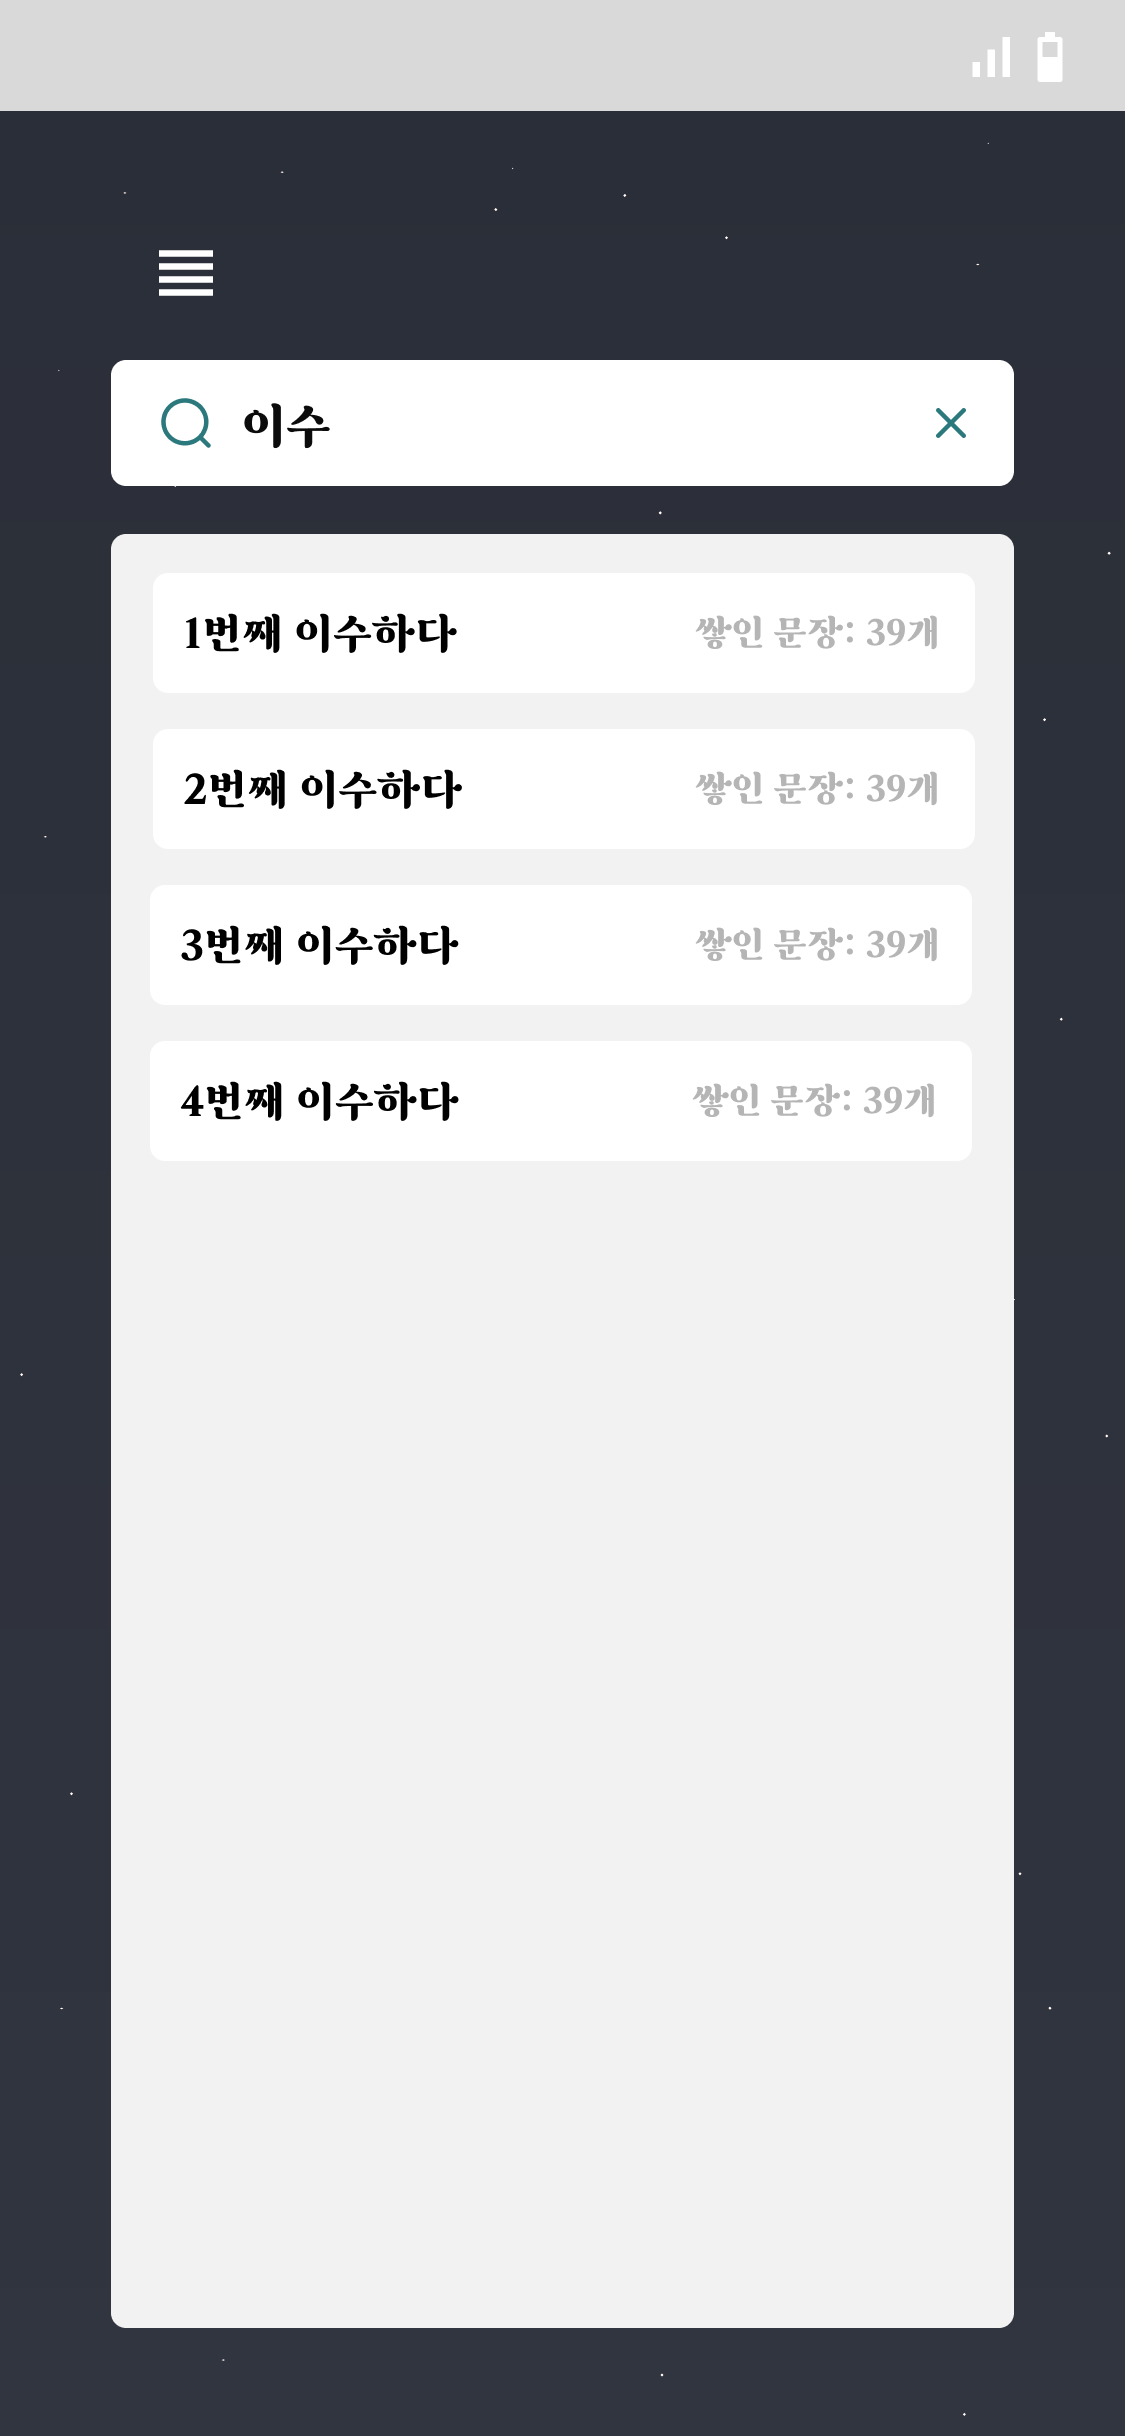 이수
1번째 이수하다 쌓인 문장: 39개
2번째 이수하다 쌓인 문장: 39개
3번째 이수하다 쌓인 문장: 39개
4번째 이수하다 쌓인 문장: 39개